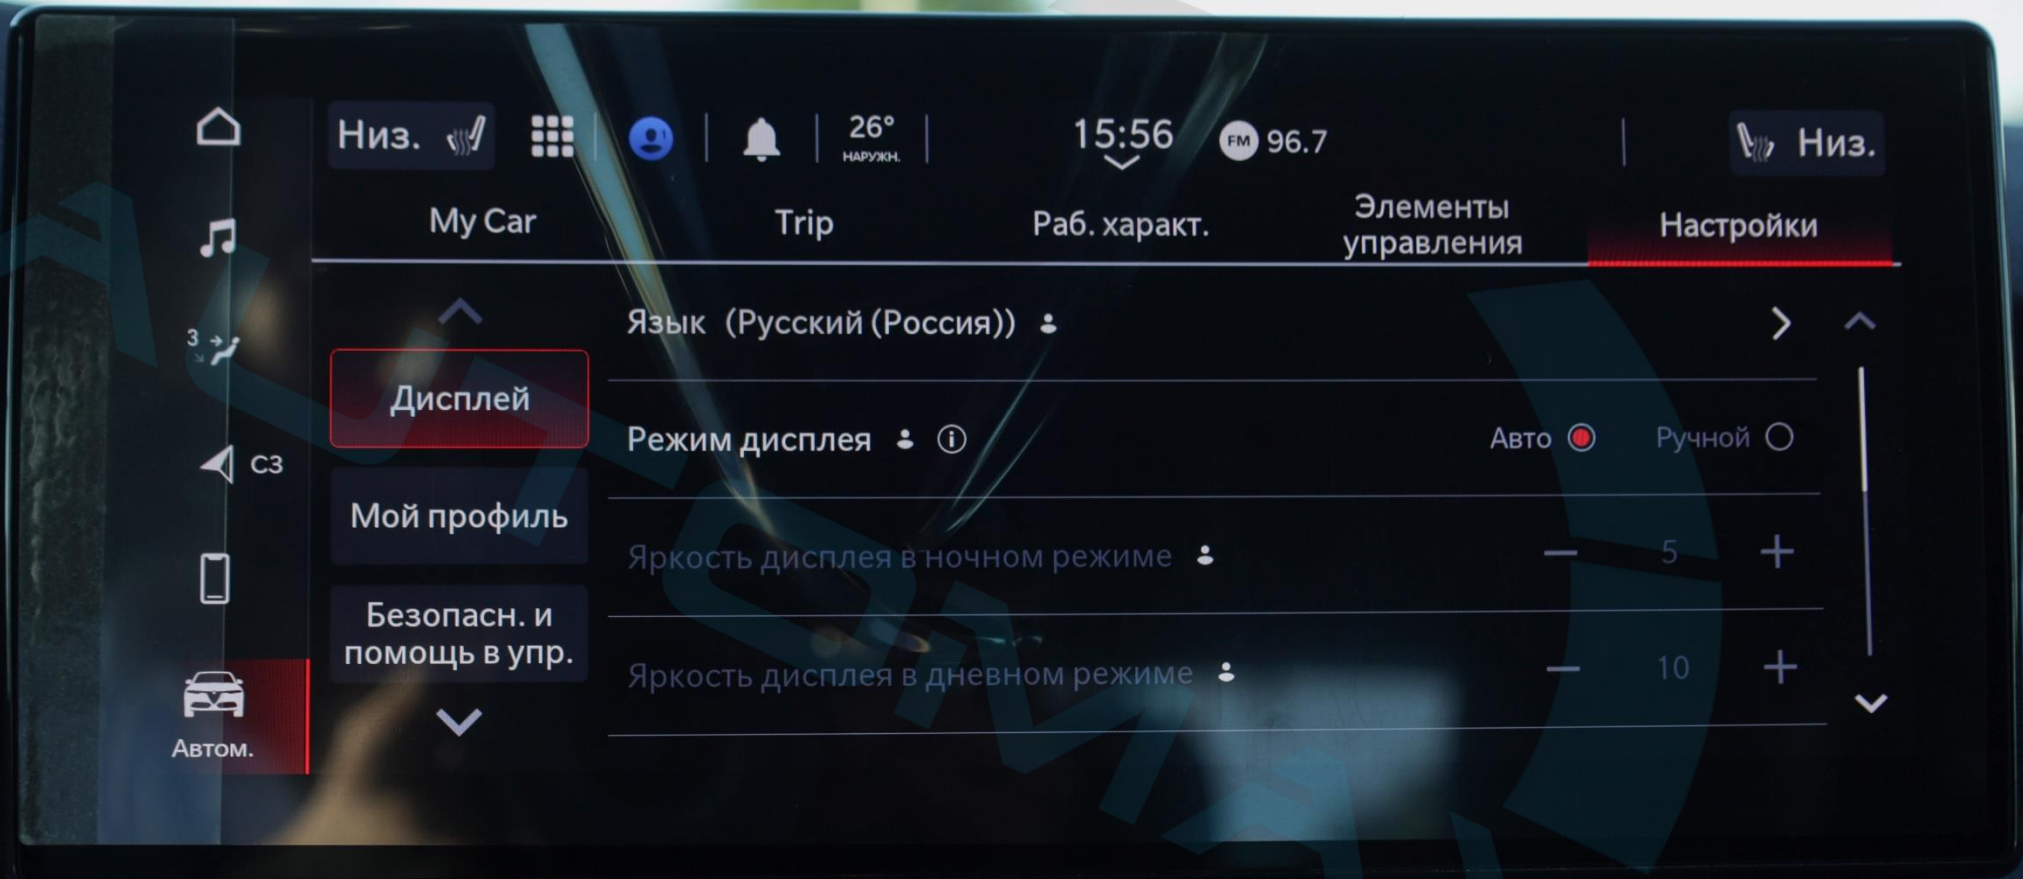 Низ.
1
26°
НАРУЖН.
15:56
FM 96.7
Низ.
My Car
Trip
Раб. характ.
Элементы
управления
Настройки
3
СЗ
Автом.
Дисплей
Мой профиль
Безопасн. и
помощь в упр.
Язык (Русский (Россия))
Режим дисплея
Авто
Ручной
Яркость дисплея в ночном режиме
5
Яркость дисплея в дневном режиме
10